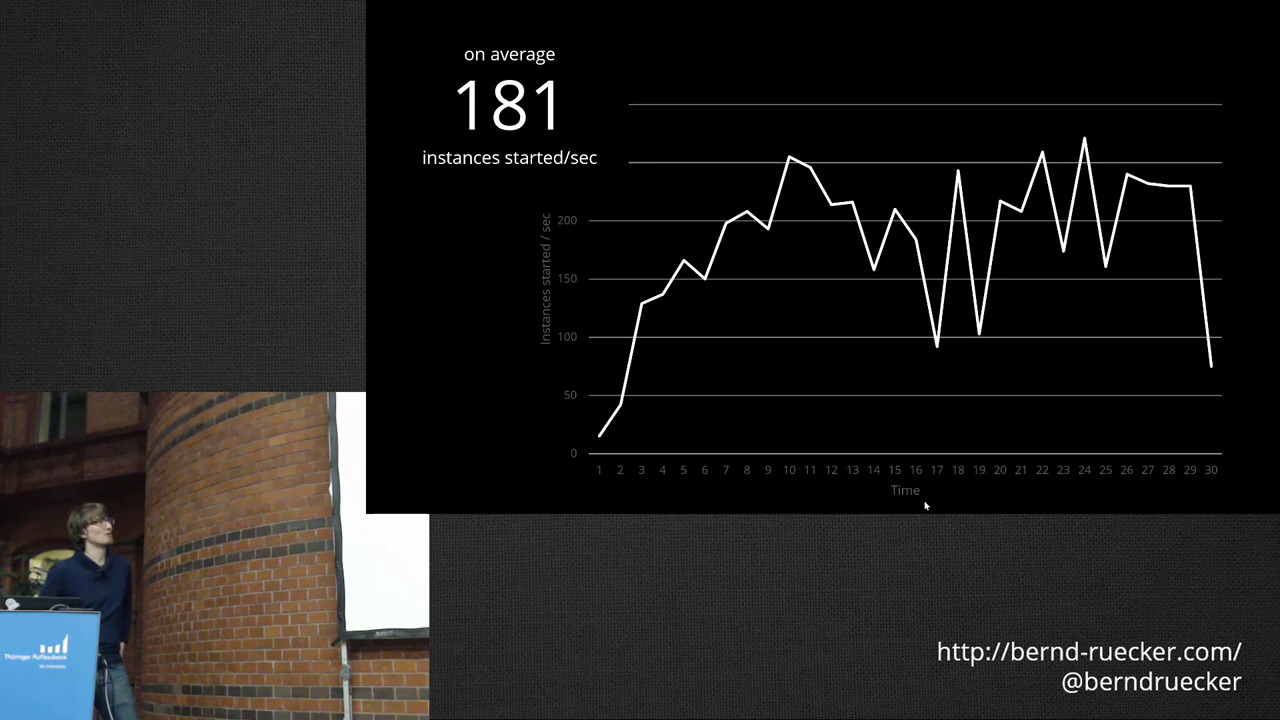 on average
181
instances started/sec
Instances started / sec
200
150
100
50
0
1 2 3 4 5 6 7 8 9 10 11 12 13 14 15 16 17 18 19 20 21 22 23 24 25 26 27 28 29 30
Time
http://bernd-ruecker.com/
@berndruecker
Thüringer Aufbaubank